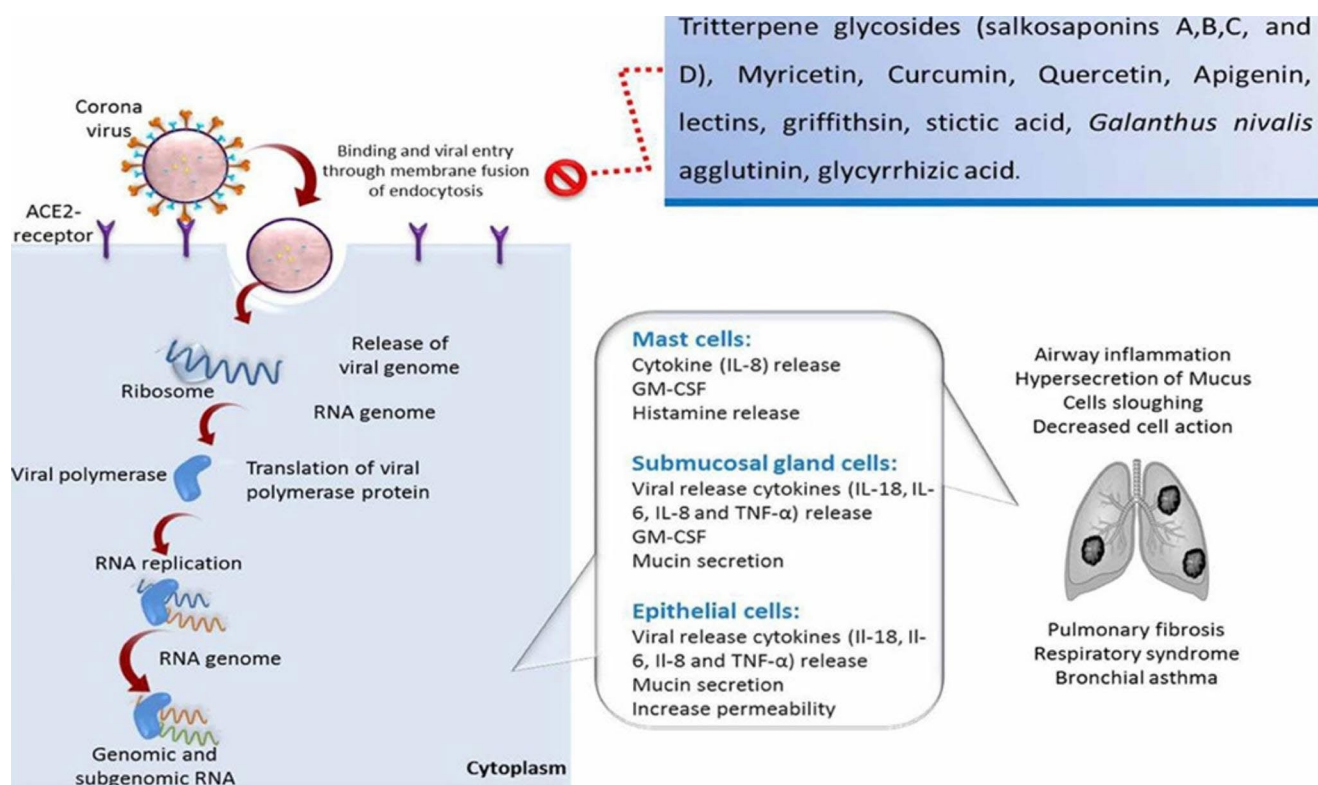 Tritterpene glycosides (salkosaponins A,B,C, and
D), Myricetin, Curcumin, Quercetin, Apigenin,
lectins, griffithsin, stictic acid, Galanthus nivalis
agglutinin, glycyrrhizic acid.
Corona
virus
Binding and viral entry
through membrane fusion
of endocytosis
ACE2-
receptor
Release of
viral genome
Ribosome
RNA genome
Viral polymerase
Translation of viral
polymerase protein
RNA replication
RNA genome
Genomic and
subgenomic RNA
Cytoplasm
Mast cells:
Cytokine (IL-8) release
GM-CSF
Histamine release
Submucosal gland cells:
Viral release cytokines (IL-18, IL-
6, IL-8 and TNF-α) release
GM-CSF
Mucin secretion
Epithelial cells:
Viral release cytokines (Il-18, Il-
6, Il-8 and TNF-α) release
Mucin secretion
Increase permeability
Airway inflammation
Hypersecretion of Mucus
Cells sloughing
Decreased cell action
Pulmonary fibrosis
Respiratory syndrome
Bronchial asthma